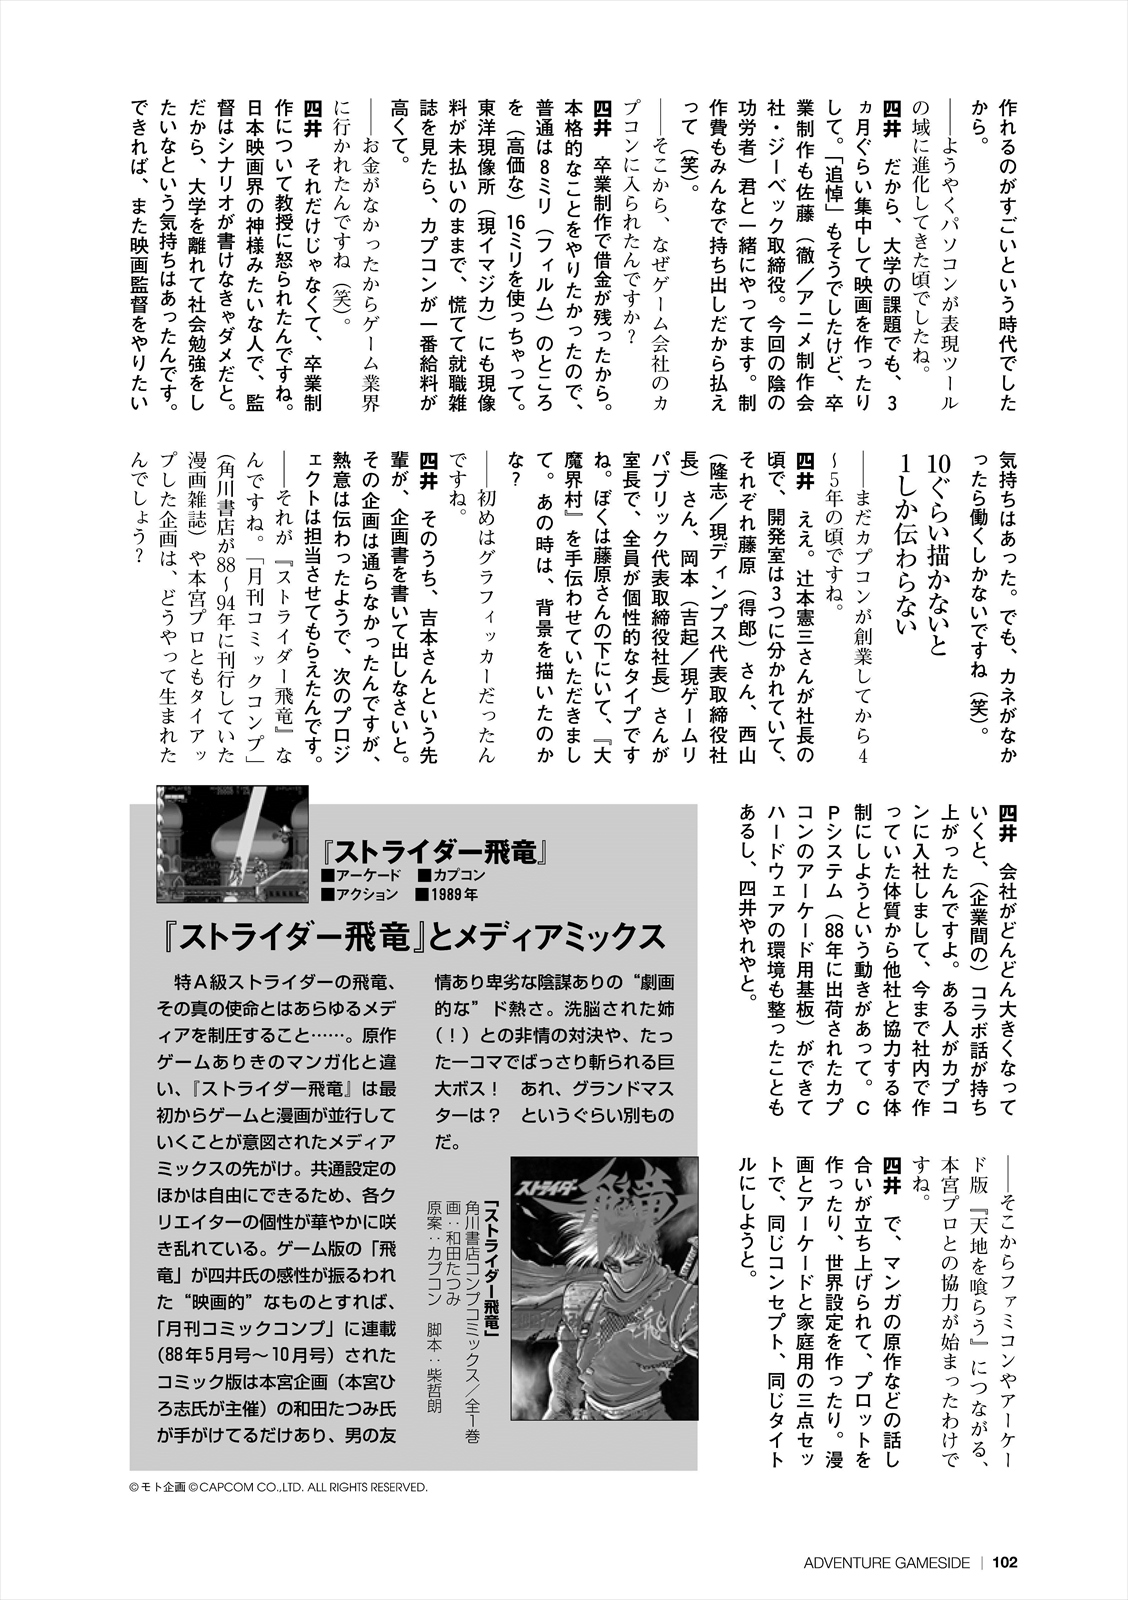 作れるのがすごいという時代でした
から。
――ようやくパソコンが表現ツール
の域に進化してきた頃でしたね。
四井　だから、大学の課題でも、3
ヵ月ぐらい集中して映画を作ったり
して。「追悼」もそうでしたけど、卒
業制作も佐藤（徹／アニメ制作会
社・ジーベック取締役。今回の陰の
功労者）君と一緒にやってます。制
作費もみんなで持ち出しだから払え
って（笑）。
――そこから、なぜゲーム会社のカ
プコンに入られたんですか？
四井　卒業制作で借金が残ったから。
本格的なことをやりたかったので、
普通は8ミリ（フィルム）のところ
を（高価な）16ミリを使っちゃって。
東洋現像所（現イマジカ）にも現像
料が未払いのままで、慌てて就職雑
誌を見たら、カプコンが一番給料が
高くて。
――お金がなかったからゲーム業界
に行かれたんですね（笑）。
四井　それだけじゃなくて、卒業制
作について教授に怒られたんですね。
日本映画界の神様みたいな人で、監
督はシナリオが書けなきゃダメだと。
だから、大学を離れて社会勉強をし
たいなという気持ちはあったんです。
できれば、また映画監督をやりたい
気持ちはあった。でも、カネがなか
ったら働くしかないですね（笑）。
10ぐらい描かないと
1しか伝わらない
――まだカプコンが創業してから4
～5年の頃ですね。
四井　ええ。辻本憲三さんが社長の
頃で、開発室は3つに分かれていて、
それぞれ藤原（得郎）さん、西山
（隆志／現ディンプス代表取締役社
長）さん、岡本（吉起／現ゲームリ
パブリック代表取締役社長）さんが
室長で、全員が個性的なタイプです
ね。ぼくは藤原さんの下にいて、『大
魔界村』を手伝わせていただきまし
て。あの時は、背景を描いたのか
な？
――初めはグラフィッカーだったん
ですね。
四井　そのうち、吉本さんという先
輩が、企画書を書いて出しなさいと。
その企画は通らなかったんですが、
熱意は伝わったようで、次のプロジ
ェクトは担当させてもらえたんです。
――それが『ストライダー飛竜』な
んですね。「月刊コミックコンプ」
（角川書店が88～94年に刊行していた
漫画雑誌）や本宮プロともタイアッ
プした企画は、どうやって生まれた
んでしょう？
四井　会社がどんどん大きくなって
いくと、（企業間の）コラボ話が持ち
上がったんですよ。ある人がカプコ
ンに入社しまして、今まで社内で作
っていた体質から他社と協力する体
制にしようという動きがあって。C
Pシステム（88年に出荷されたカプ
コンのアーケード用基板）ができて
ハードウェアの環境も整ったことも
あるし、四井やれやと。
――そこからファミコンやアーケー
ド版『天地を喰らう』につながる、
本宮プロとの協力が始まったわけで
すね。
四井　で、マンガの原作などの話し
合いが立ち上げられて、プロットを
作ったり、世界設定を作ったり。漫
画とアーケードと家庭用の三点セッ
トで、同じコンセプト、同じタイト
ルにしようと。
『ストライダー飛竜』
■アーケード　■カプコン
■アクション　■1989年
『ストライダー飛竜』とメディアミックス
　特A級ストライダーの飛竜、
その真の使命とはあらゆるメデ
ィアを制圧すること……。原作
ゲームありきのマンガ化と違
い、『ストライダー飛竜』は最
初からゲームと漫画が並行して
いくことが意図されたメディア
ミックスの先がけ。共通設定の
ほかは自由にできるため、各ク
リエイターの個性が華やかに咲
き乱れている。ゲーム版の「飛
竜」が四井氏の感性が振るわれ
た“映画的”なものとすれば、
「月刊コミックコンプ」に連載
（88年5月号～10月号）された
コミック版は本宮企画（本宮ひ
ろ志氏が主催）の和田たつみ氏
が手がけてるだけあり、男の友
情あり卑劣な陰謀ありの“劇画
的な”ド熱さ。洗脳された姉
（！）との非情の対決や、たっ
た一コマでばっさり斬られる巨
大ボス！　あれ、グランドマス
ターは？　というぐらい別もの
だ。
ストライダー飛竜
「ストライダー飛竜」
角川書店コンプコミックス／全1巻
画：和田たつみ
原案：カプコン　脚本：柴哲朗
©モト企画 ©CAPCOM CO.,LTD. ALL RIGHTS RESERVED.
ADVENTURE GAMESIDE | 102